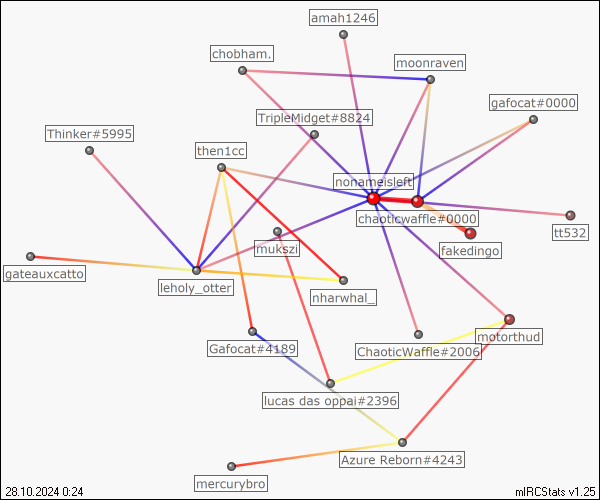 amah1246
chobham.
moonraven
gafocat#0000
TripleMidget#8824
Thinker#5995
then1cc
nonameisleft
chaoticwaffle#0000
tt532
mukszi
fakedingo
gateauxcatto
leholy_otter
nharwhal_
motorthud
Gafocat#4189
ChaoticWaffle#2006
lucas das oppai#2396
Azure Reborn#4243
mercurybro
28.10.2024 0:24
mIRCStats v1.25